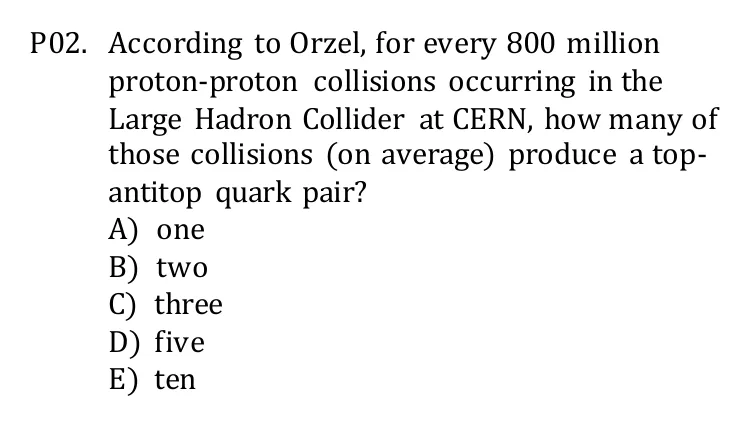 P02. According to Orzel, for every 800 million
proton-proton collisions occurring in the
Large Hadron Collider at CERN, how many of
those collisions (on average) produce a top-
antitop quark pair?
A) one
B) two
C) three
D) five
E) ten